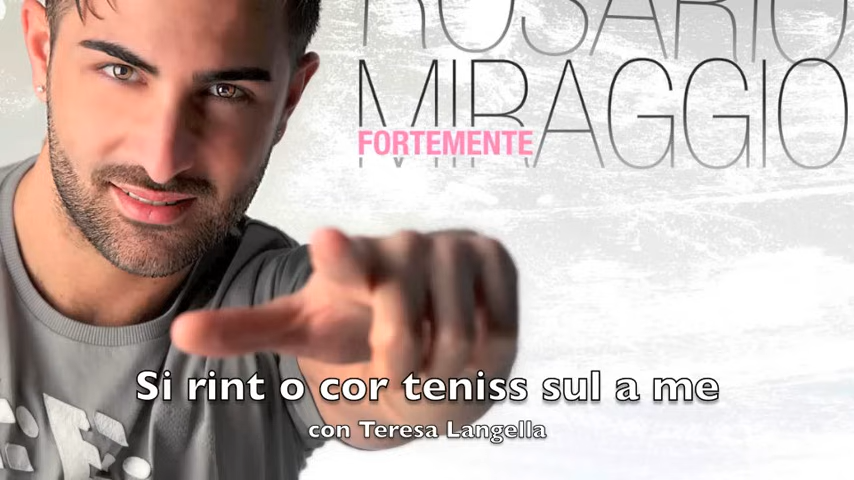 ROSARIO
MIRAGGIO
FORTEMENTE
Si rint o cor teniss sul a me
con Teresa Langella